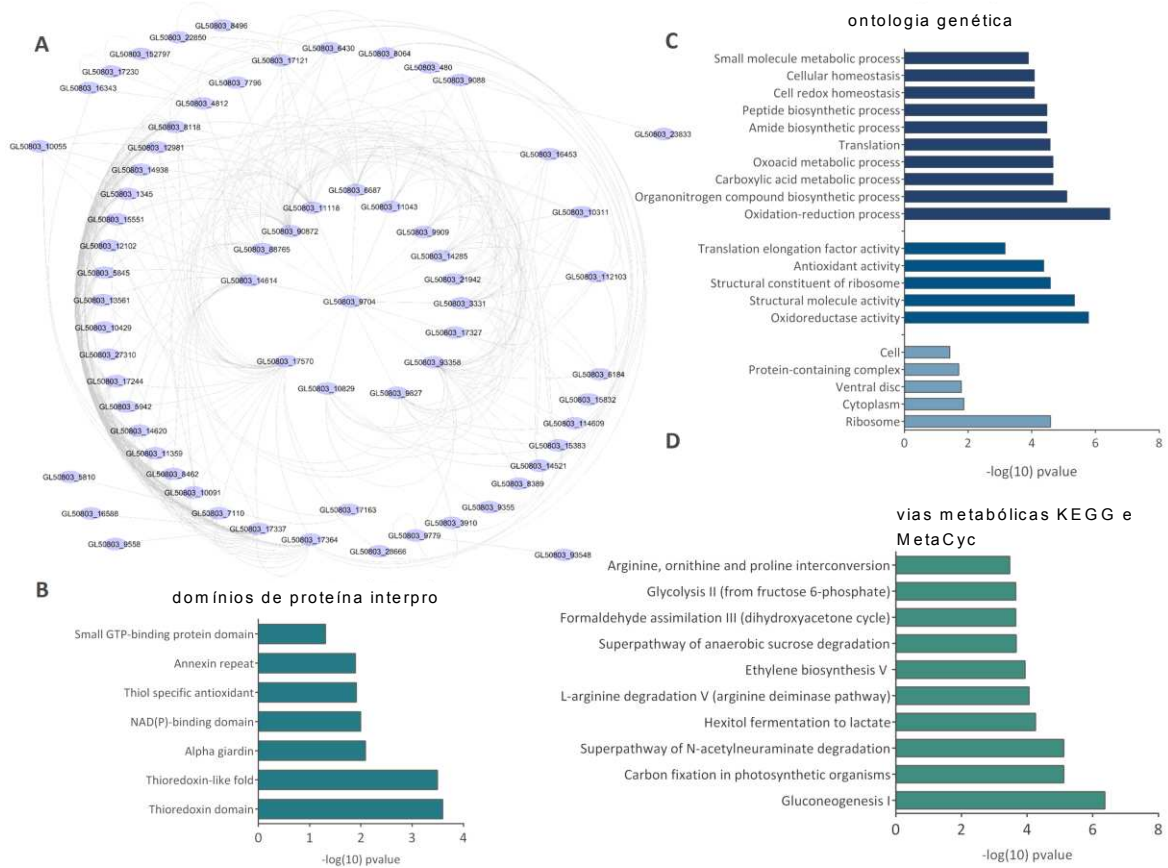 A
GL50803_8496
GL50803_22850
GL50803_152797
GL50803_17230
GL50803_16343
GL50803_17121
GL50803_6430
GL50803_8064
GL50803_480
GL50803_9088
GL50803_7796
GL50803_4812
GL50803_8118
GL50803_10055
GL50803_12981
GL50803_14938
GL50803_1345
GL50803_15551
GL50803_12102
GL50803_5845
GL50803_13561
GL50803_10429
GL50803_27310
GL50803_17244
GL50803_5942
GL50803_14620
GL50803_11359
GL50803_8462
GL50803_10091
GL50803_7110
GL50803_17337
GL50803_17364
GL50803_5810
GL50803_16588
GL50803_9558
GL50803_23833
GL50803_16453
GL50803_10311
GL50803_112103
GL50803_6687
GL50803_11118
GL50803_11043
GL50803_90872
GL50803_9909
GL50803_88765
GL50803_14285
GL50803_14614
GL50803_21942
GL50803_9704
GL50803_3331
GL50803_17327
GL50803_17570
GL50803_93358
GL50803_10829
GL50803_9827
GL50803_6184
GL50803_15832
GL50803_114609
GL50803_15383
GL50803_14521
GL50803_8389
GL50803_9355
GL50803_3910
GL50803_9779
GL50803_17163
GL50803_28666
GL50803_93548
B
domínios de proteína interpro
Small GTP-binding protein domain
Annexin repeat
Thiol specific antioxidant
NAD(P)-binding domain
Alpha giardin
Thioredoxin-like fold
Thioredoxin domain
0 1 2 3 4
-log(10) pvalue
C
ontologia genética
Small molecule metabolic process
Cellular homeostasis
Cell redox homeostasis
Peptide biosynthetic process
Amide biosynthetic process
Translation
Oxoacid metabolic process
Carboxylic acid metabolic process
Organonitrogen compound biosynthetic process
Oxidation-reduction process
Translation elongation factor activity
Antioxidant activity
Structural constituent of ribosome
Structural molecule activity
Oxidoreductase activity
Cell
Protein-containing complex
Ventral disc
Cytoplasm
Ribosome
0 2 4 6 8
-log(10) pvalue
D
vias metabólicas KEGG e
MetaCyc
Arginine, ornithine and proline interconversion
Glycolysis II (from fructose 6-phosphate)
Formaldehyde assimilation III (dihydroxyacetone cycle)
Superpathway of anaerobic sucrose degradation
Ethylene biosynthesis V
L-arginine degradation V (arginine deiminase pathway)
Hexitol fermentation to lactate
Superpathway of N-acetylneuraminate degradation
Carbon fixation in photosynthetic organisms
Gluconeogenesis I
0 2 4 6 8
-log(10) pvalue